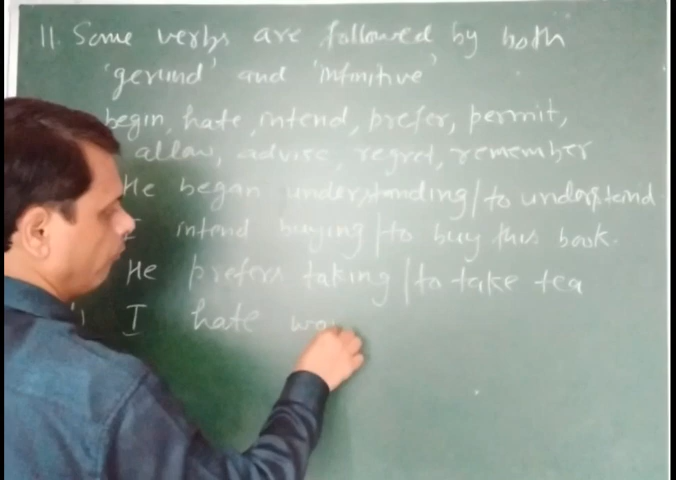 11. Some verbs are followed by both
'gerund' and 'infinitive'
begin, hate, intend, prefer, permit,
allow, advise, regret, remember
He began understanding/to understand.
I intend buying/to buy this book.
He prefers taking/to take tea
I hate wo